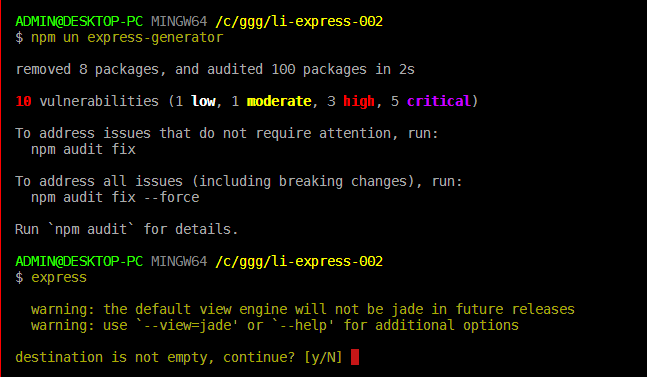 ADMIN@DESKTOP-PC MINGW64 /c/ggg/li-express-002
$ npm un express-generator
removed 8 packages, and audited 100 packages in 2s
10 vulnerabilities (1 low, 1 moderate, 3 high, 5 critical)
To address issues that do not require attention, run:
  npm audit fix
To address all issues (including breaking changes), run:
  npm audit fix --force
Run `npm audit` for details.
ADMIN@DESKTOP-PC MINGW64 /c/ggg/li-express-002
$ express
  warning: the default view engine will not be jade in future releases
  warning: use `--view=jade' or `--help' for additional options
destination is not empty, continue? [y/N]